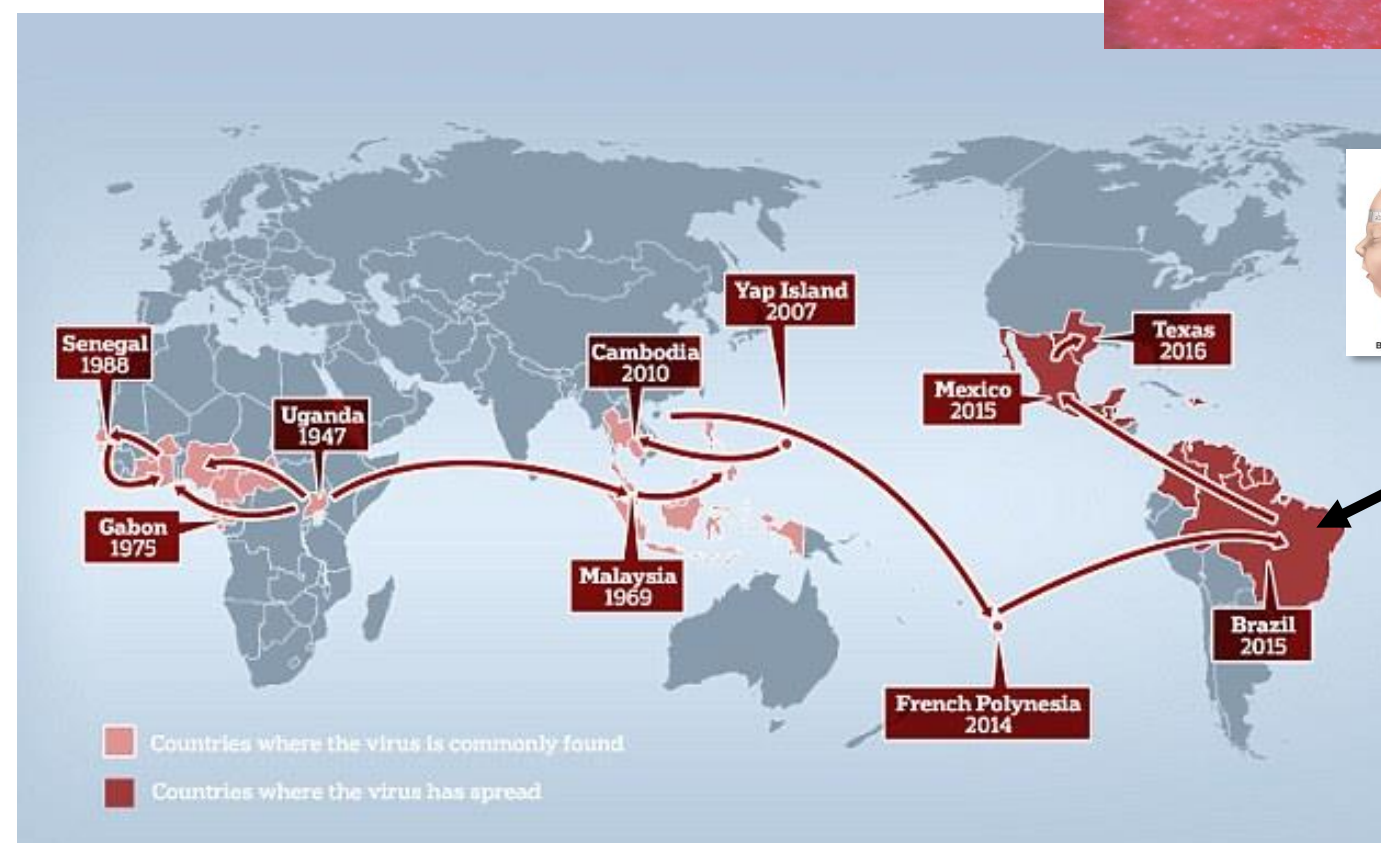 Yap Island
2007
Senegal
1988
Cambodia
2010
Texas
2016
Mexico
2015
Uganda
1947
Gabon
1975
Malaysia
1969
Brazil
2015
French Polynesia
2014
Countries where the virus is commonly found
Countries where the virus has spread